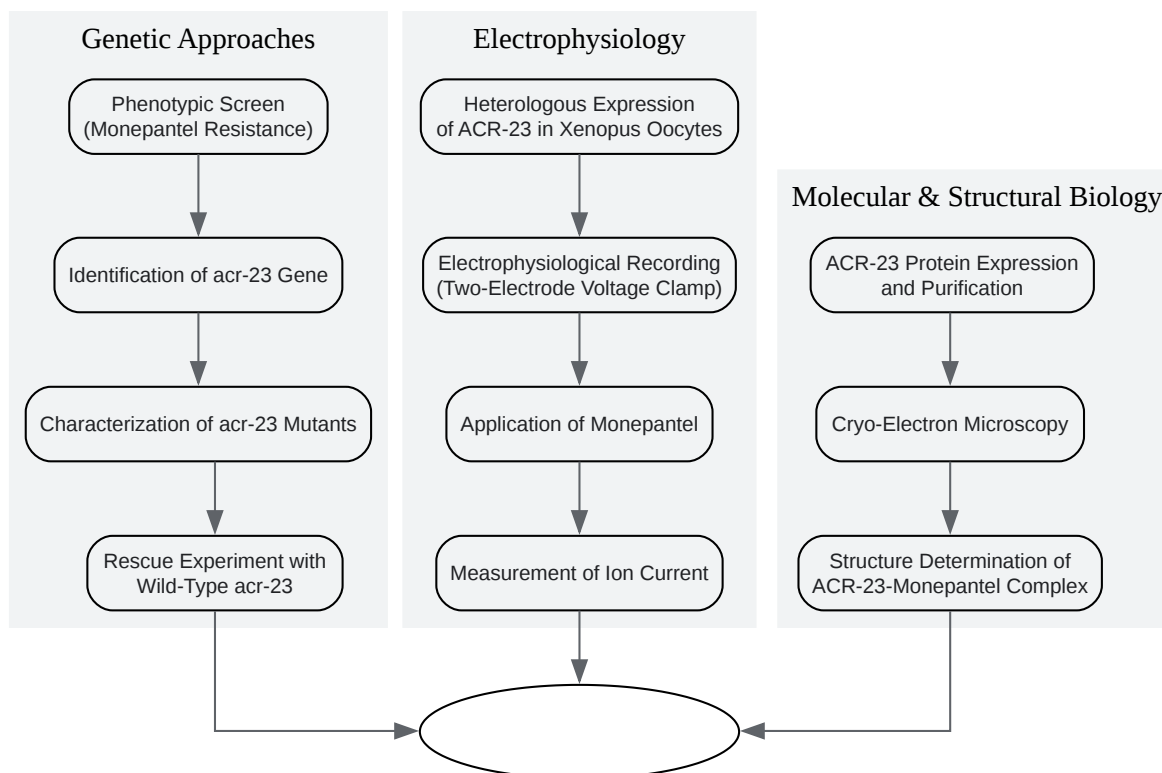 Genetic Approaches
Phenotypic Screen
(Monepantel Resistance)
Identification of acr-23 Gene
Characterization of acr-23 Mutants
Rescue Experiment with
Wild-Type acr-23
Electrophysiology
Heterologous Expression
of ACR-23 in Xenopus Oocytes
Electrophysiological Recording
(Two-Electrode Voltage Clamp)
Application of Monepantel
Measurement of Ion Current
Molecular & Structural Biology
ACR-23 Protein Expression
and Purification
Cryo-Electron Microscopy
Structure Determination of
ACR-23-Monepantel Complex